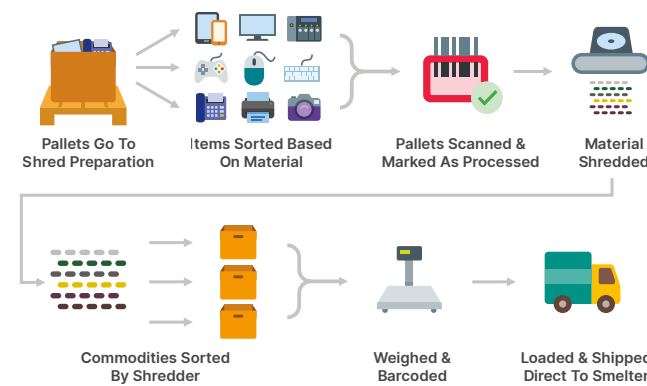 Pallets Go To
Shred Preparation
Items Sorted Based
On Material
Pallets Scanned &
Marked As Processed
Material
Shredded
Commodities Sorted
By Shredder
Weighed &
Barcoded
Loaded & Shipped
Direct To Smelter